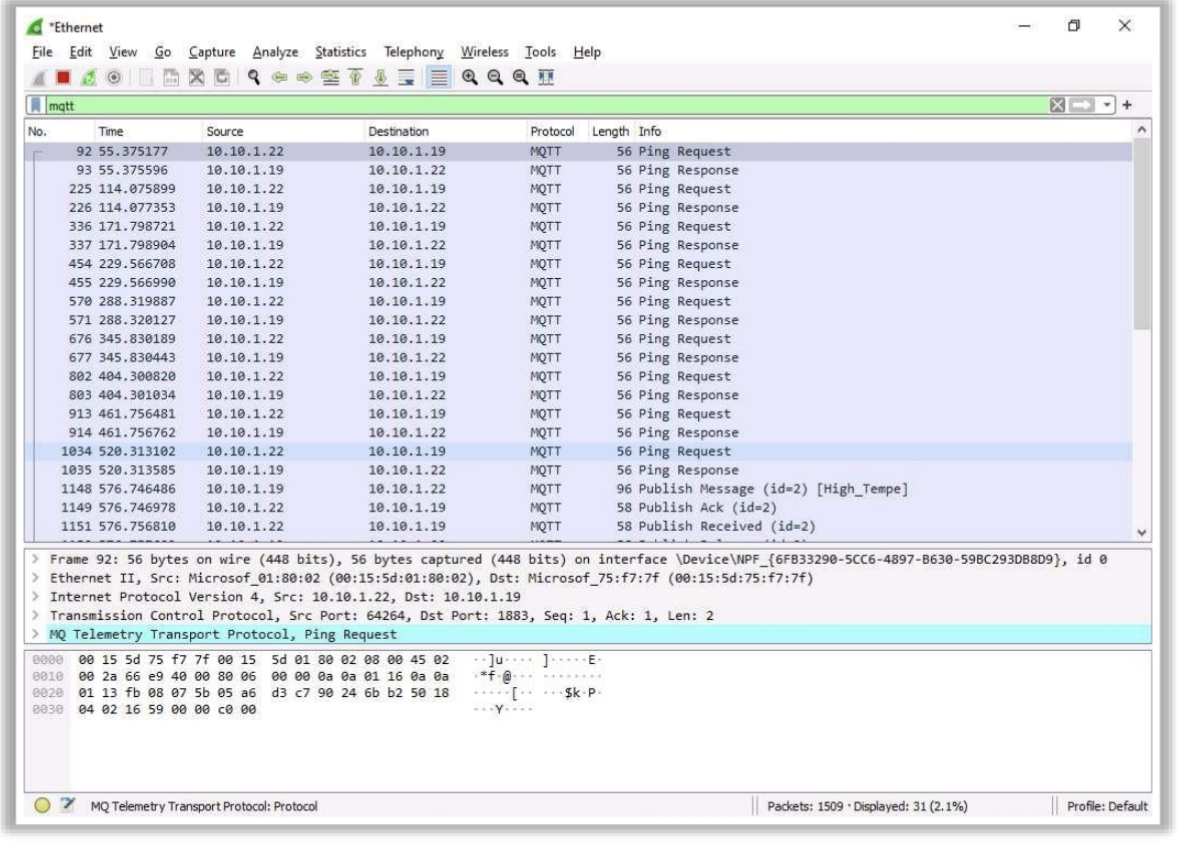 *Ethernet
File Edit View Go Capture Analyze Statistics Telephony Wireless Tools Help
mqtt
No. Time Source Destination Protocol Length Info
92 55.375177 10.10.1.22 10.10.1.19 MQTT 56 Ping Request
93 55.375596 10.10.1.19 10.10.1.22 MQTT 56 Ping Response
225 114.075899 10.10.1.22 10.10.1.19 MQTT 56 Ping Request
226 114.077353 10.10.1.19 10.10.1.22 MQTT 56 Ping Response
336 171.798721 10.10.1.22 10.10.1.19 MQTT 56 Ping Request
337 171.798904 10.10.1.19 10.10.1.22 MQTT 56 Ping Response
454 229.566708 10.10.1.22 10.10.1.19 MQTT 56 Ping Request
455 229.566990 10.10.1.19 10.10.1.22 MQTT 56 Ping Response
570 288.319887 10.10.1.22 10.10.1.19 MQTT 56 Ping Request
571 288.320127 10.10.1.19 10.10.1.22 MQTT 56 Ping Response
676 345.830189 10.10.1.22 10.10.1.19 MQTT 56 Ping Request
677 345.830443 10.10.1.19 10.10.1.22 MQTT 56 Ping Response
802 404.300820 10.10.1.22 10.10.1.19 MQTT 56 Ping Request
803 404.301034 10.10.1.19 10.10.1.22 MQTT 56 Ping Response
913 461.756481 10.10.1.22 10.10.1.19 MQTT 56 Ping Request
914 461.756762 10.10.1.19 10.10.1.22 MQTT 56 Ping Response
1034 520.313102 10.10.1.22 10.10.1.19 MQTT 56 Ping Request
1035 520.313585 10.10.1.19 10.10.1.22 MQTT 56 Ping Response
1148 576.746486 10.10.1.19 10.10.1.22 MQTT 96 Publish Message (id=2) [High_Tempe]
1149 576.746978 10.10.1.22 10.10.1.19 MQTT 58 Publish Ack (id=2)
1151 576.756810 10.10.1.22 10.10.1.19 MQTT 58 Publish Received (id=2)
> Frame 92: 56 bytes on wire (448 bits), 56 bytes captured (448 bits) on interface \Device\NPF_{6FB33290-5CC6-4897-B630-59BC293DB8D9}, id 0
> Ethernet II, Src: Microsof_01:80:02 (00:15:5d:01:80:02), Dst: Microsof_75:f7:7f (00:15:5d:75:f7:7f)
> Internet Protocol Version 4, Src: 10.10.1.22, Dst: 10.10.1.19
> Transmission Control Protocol, Src Port: 64264, Dst Port: 1883, Seq: 1, Ack: 1, Len: 2
> MQ Telemetry Transport Protocol, Ping Request
0000 00 15 5d 75 f7 7f 00 15 5d 01 80 02 08 00 45 02 ··]u···· ]·····E·
0010 00 2a 66 e9 40 00 80 06 00 00 0a 0a 01 16 0a 0a ·*f·@··· ········
0020 01 13 fb 08 07 5b 05 a6 d3 c7 90 24 6b b2 50 18 ·····[·· ···$k·P·
0030 04 02 16 59 00 00 c0 00 ···Y····
MQ Telemetry Transport Protocol: Protocol Packets: 1509 · Displayed: 31 (2.1%) Profile: Default